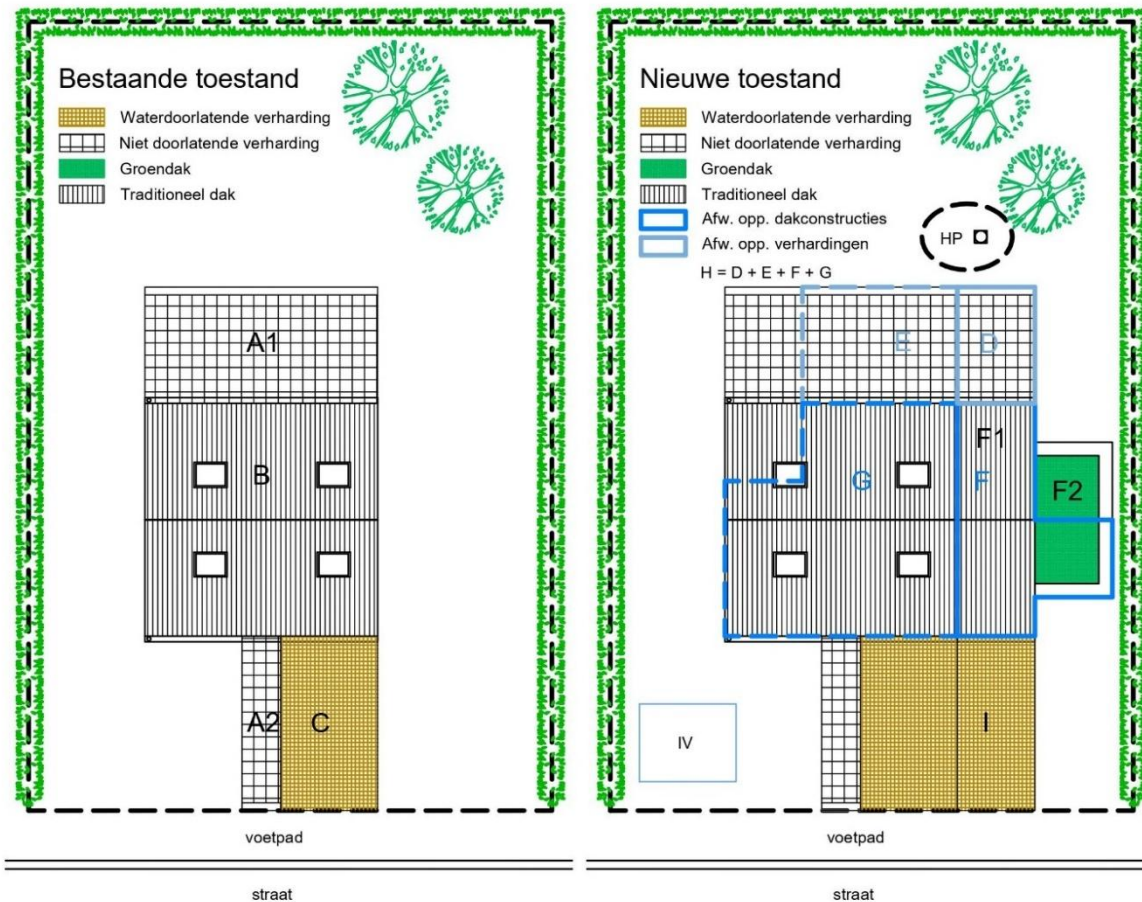 Bestaande toestand
Waterdoorlatende verharding
Niet doorlatende verharding
Groendak
Traditioneel dak
A1
B
A2
C
voetpad
straat
Nieuwe toestand
Waterdoorlatende verharding
Niet doorlatende verharding
Groendak
Traditioneel dak
Afw. opp. dakconstructies
Afw. opp. verhardingen
H = D + E + F + G
HP
E
D
F1
G
F
F2
IV
I
voetpad
straat